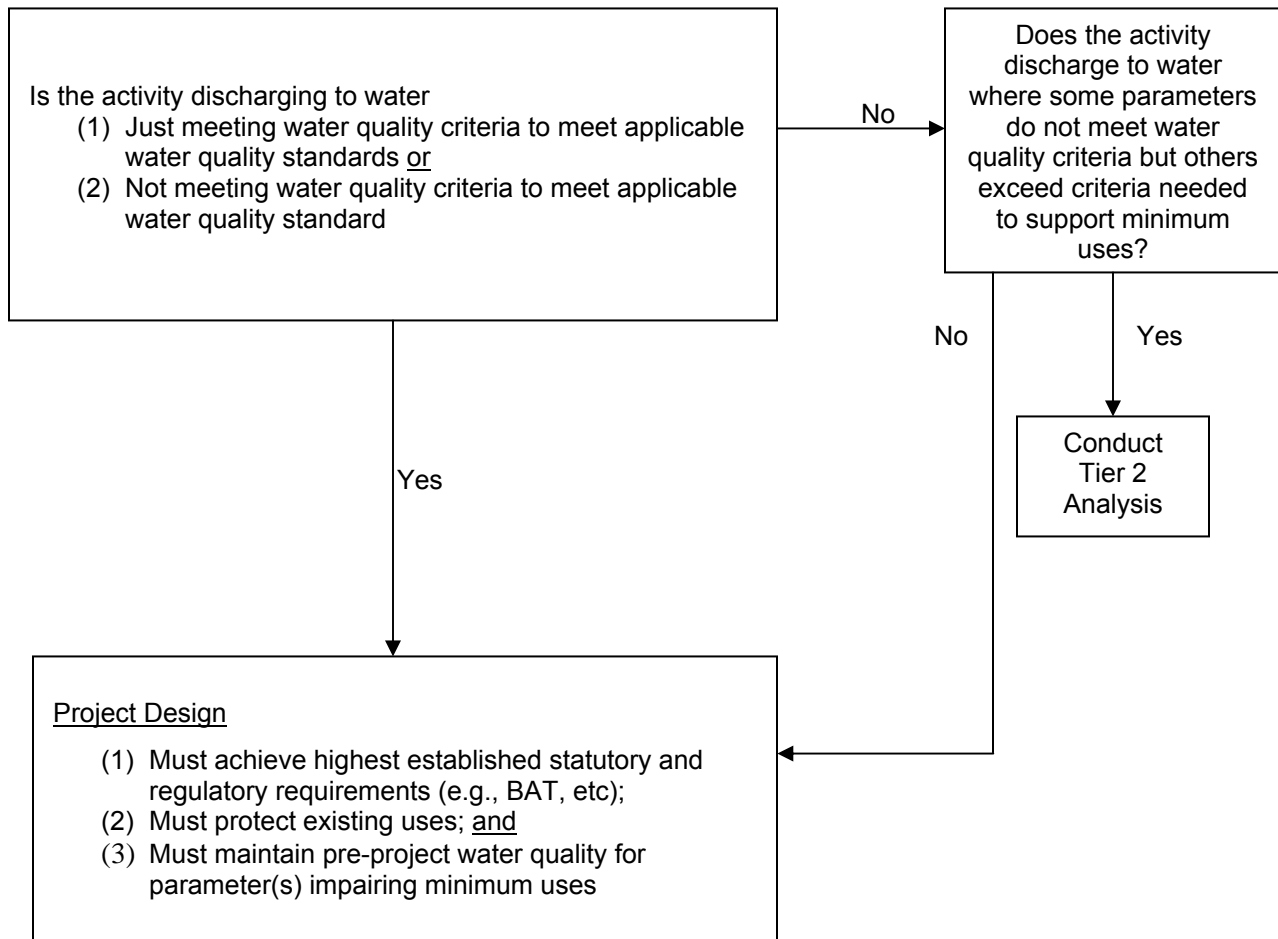 Is the activity discharging to water
(1) Just meeting water quality criteria to meet applicable
water quality standards or
(2) Not meeting water quality criteria to meet applicable
water quality standard
No
Does the activity
discharge to water
where some parameters
do not meet water
quality criteria but others
exceed criteria needed
to support minimum
uses?
No
Yes
Conduct
Tier 2
Analysis
Yes
Project Design
(1) Must achieve highest established statutory and
regulatory requirements (e.g., BAT, etc);
(2) Must protect existing uses; and
(3) Must maintain pre-project water quality for
parameter(s) impairing minimum uses